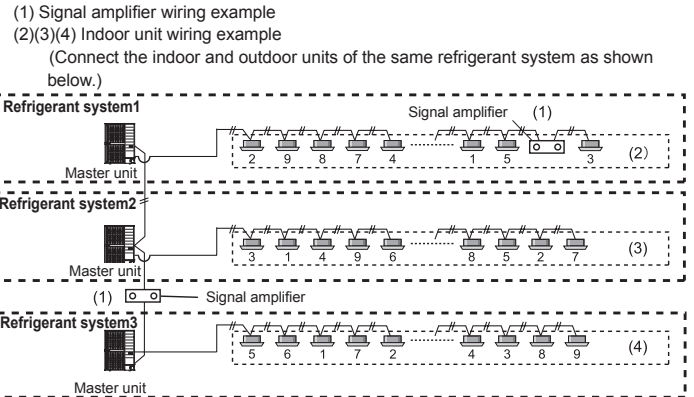 (1) Signal amplifier wiring example
(2)(3)(4) Indoor unit wiring example
(Connect the indoor and outdoor units of the same refrigerant system as shown
below.)
Refrigerant system1
Signal amplifier (1)
2 9 8 7 4 1 5 3 (2)
Master unit
Refrigerant system2
3 1 4 9 6 8 5 2 7 (3)
Master unit
(1) Signal amplifier
Refrigerant system3
5 6 1 7 2 4 3 8 9 (4)
Master unit